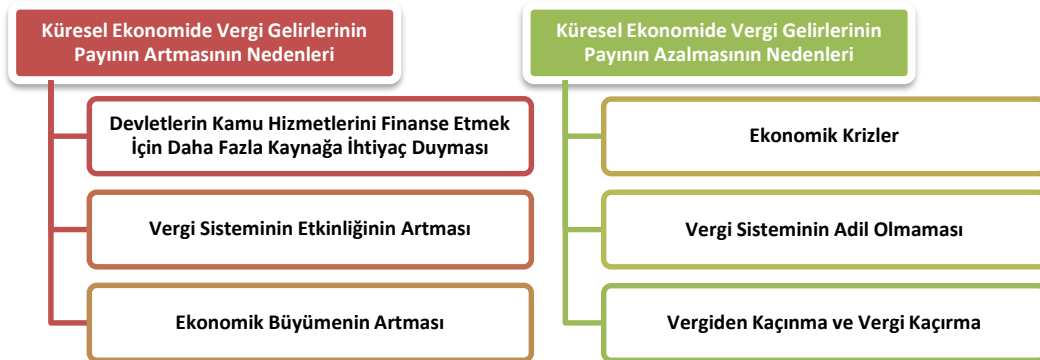 Küresel Ekonomide Vergi Gelirlerinin
Payının Artmasının Nedenleri
Devletlerin Kamu Hizmetlerini Finanse Etmek
İçin Daha Fazla Kaynağa İhtiyaç Duyması
Vergi Sisteminin Etkinliğinin Artması
Ekonomik Büyümenin Artması
Küresel Ekonomide Vergi Gelirlerinin
Payının Azalmasının Nedenleri
Ekonomik Krizler
Vergi Sisteminin Adil Olmaması
Vergiden Kaçınma ve Vergi Kaçırma